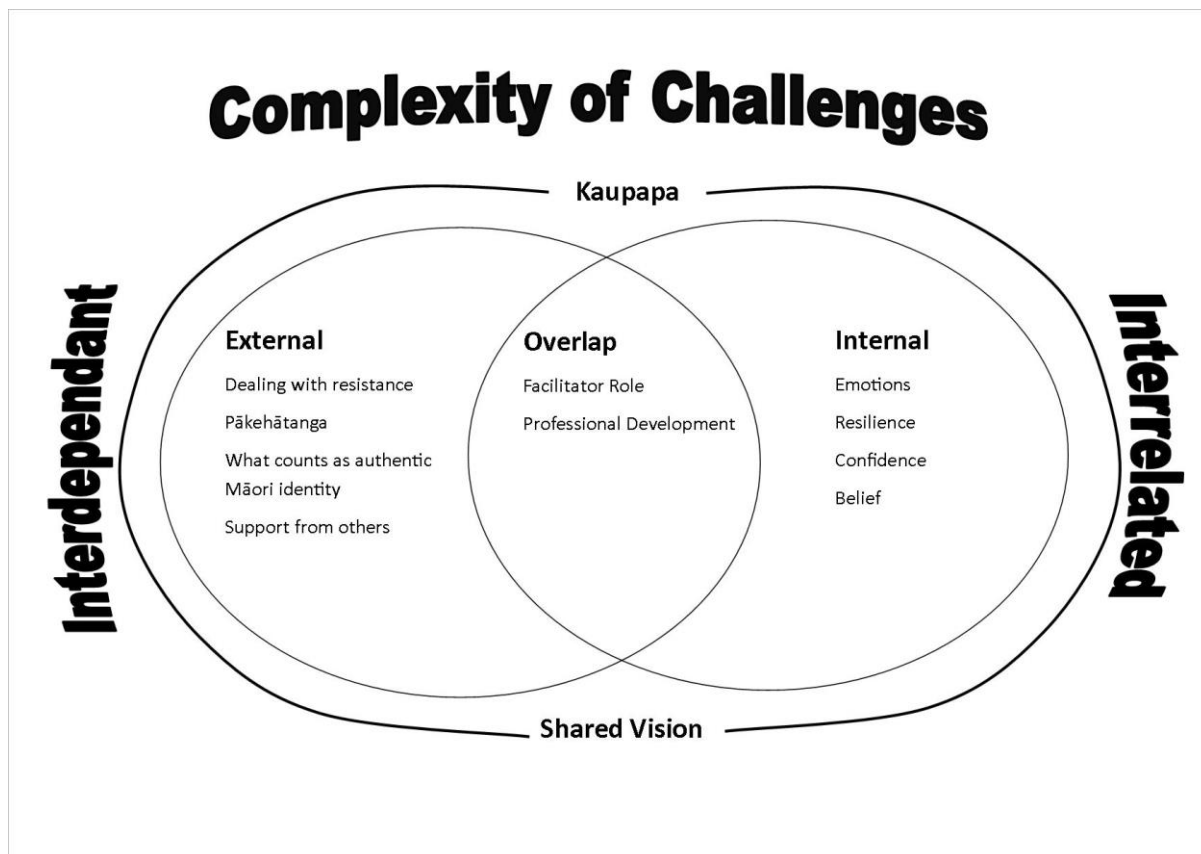 Complexity of Challenges
Kaupapa
Interdependant
External
Dealing with resistance
Pākehātanga
What counts as authentic
Māori identity
Support from others
Overlap
Facilitator Role
Professional Development
Internal
Emotions
Resilience
Confidence
Belief
Interrelated
Shared Vision